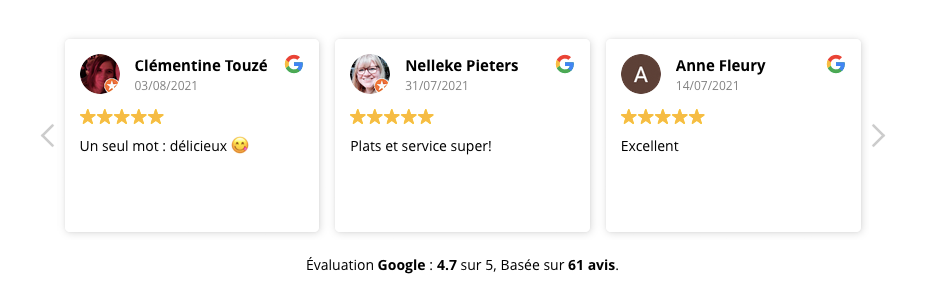 Clémentine Touzé
03/08/2021
Un seul mot : délicieux 😋
Nelleke Pieters
31/07/2021
Plats et service super!
A
Anne Fleury
14/07/2021
Excellent
Évaluation Google : 4.7 sur 5, Basée sur 61 avis.